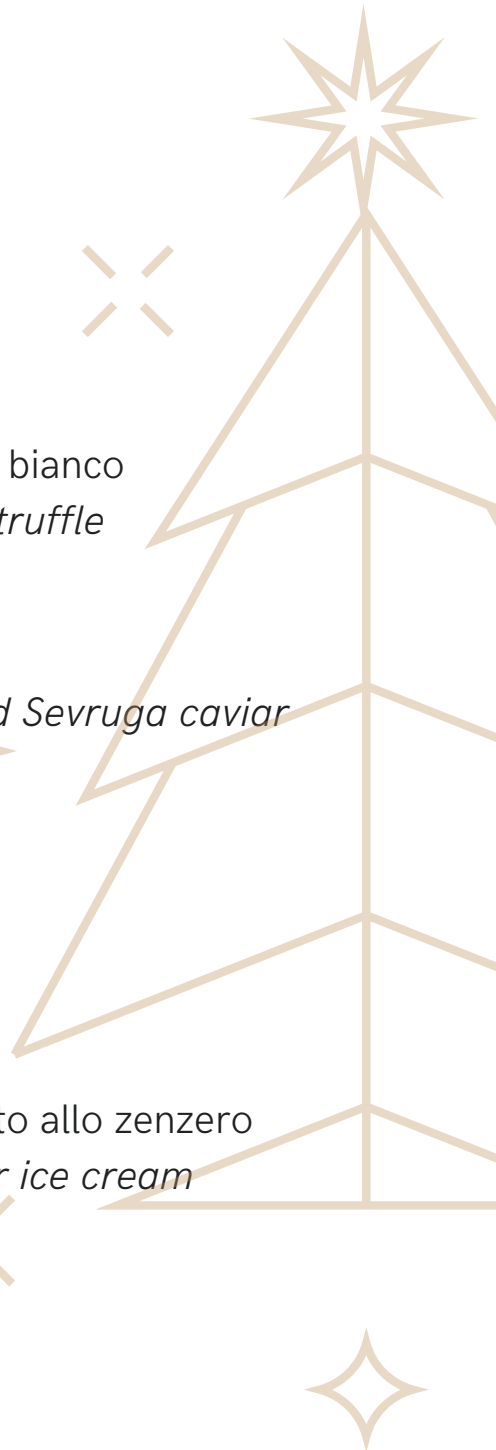 bianco
truffle
d Sevruga caviar
to allo zenzero
r ice cream